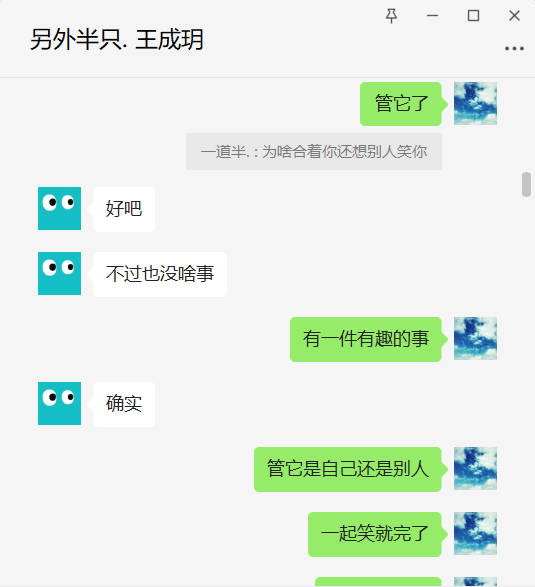 另外半只. 王成玥
管它了
一道半. : 为啥合着你还想别人笑你
好吧
不过也没啥事
有一件有趣的事
确实
管它是自己还是别人
一起笑就完了